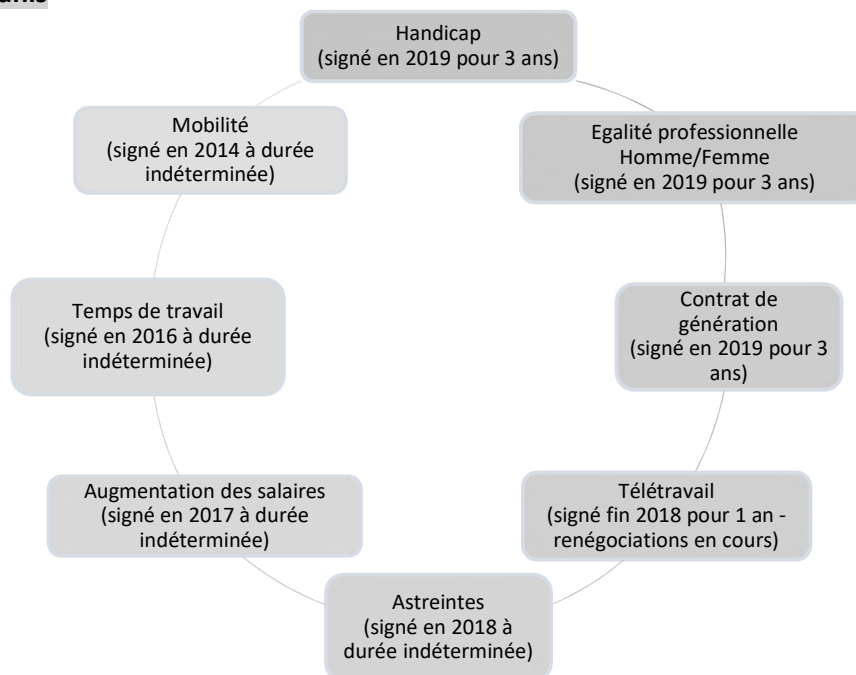 Handicap
(signé en 2019 pour 3 ans)
Egalité professionnelle
Homme/Femme
(signé en 2019 pour 3 ans)
Contrat de
génération
(signé en 2019 pour 3
ans)
Télétravail
(signé fin 2018 pour 1 an -
renégociations en cours)
Astreintes
(signé en 2018 à
durée indéterminée)
Augmentation des salaires
(signé en 2017 à durée
indéterminée)
Temps de travail
(signé en 2016 à durée
indéterminée)
Mobilité
(signé en 2014 à durée
indéterminée)